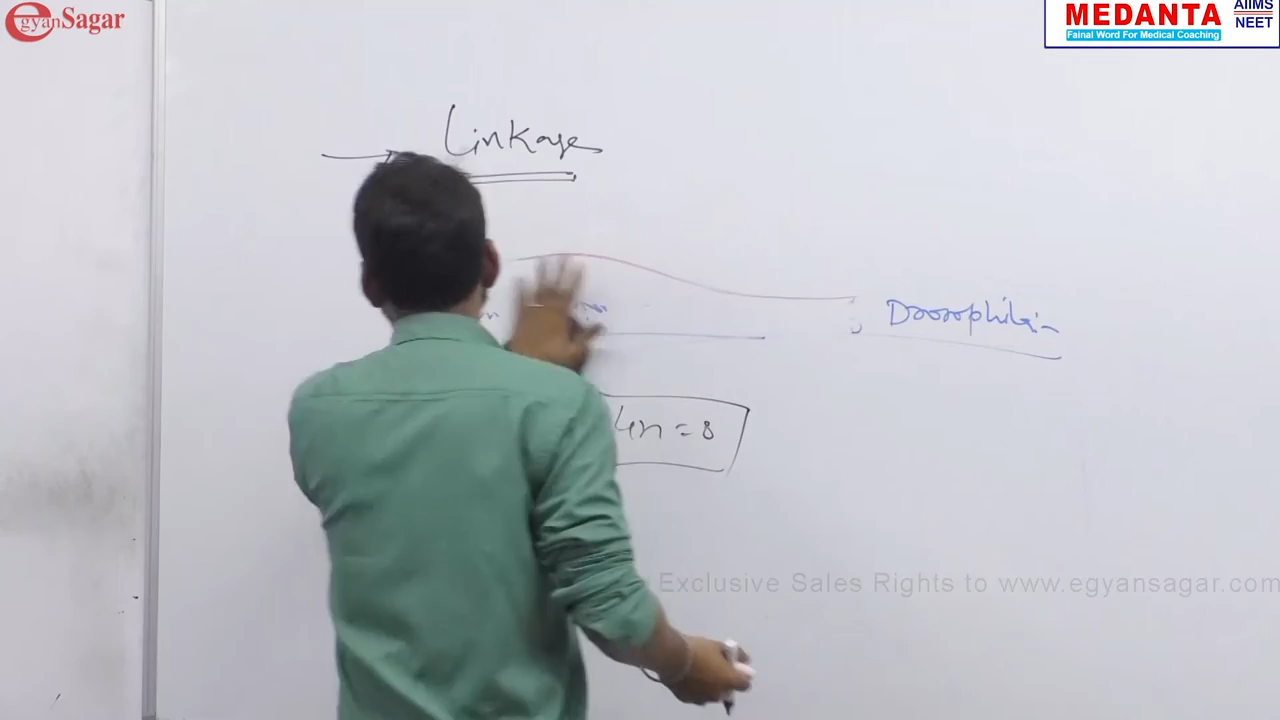 egyanSagar
MEDANTA
AIIMS
NEET
Fainal Word For Medical Coaching
Linkage
Drosophila:-
= 8
Exclusive Sales Rights to www.egyansagar.com